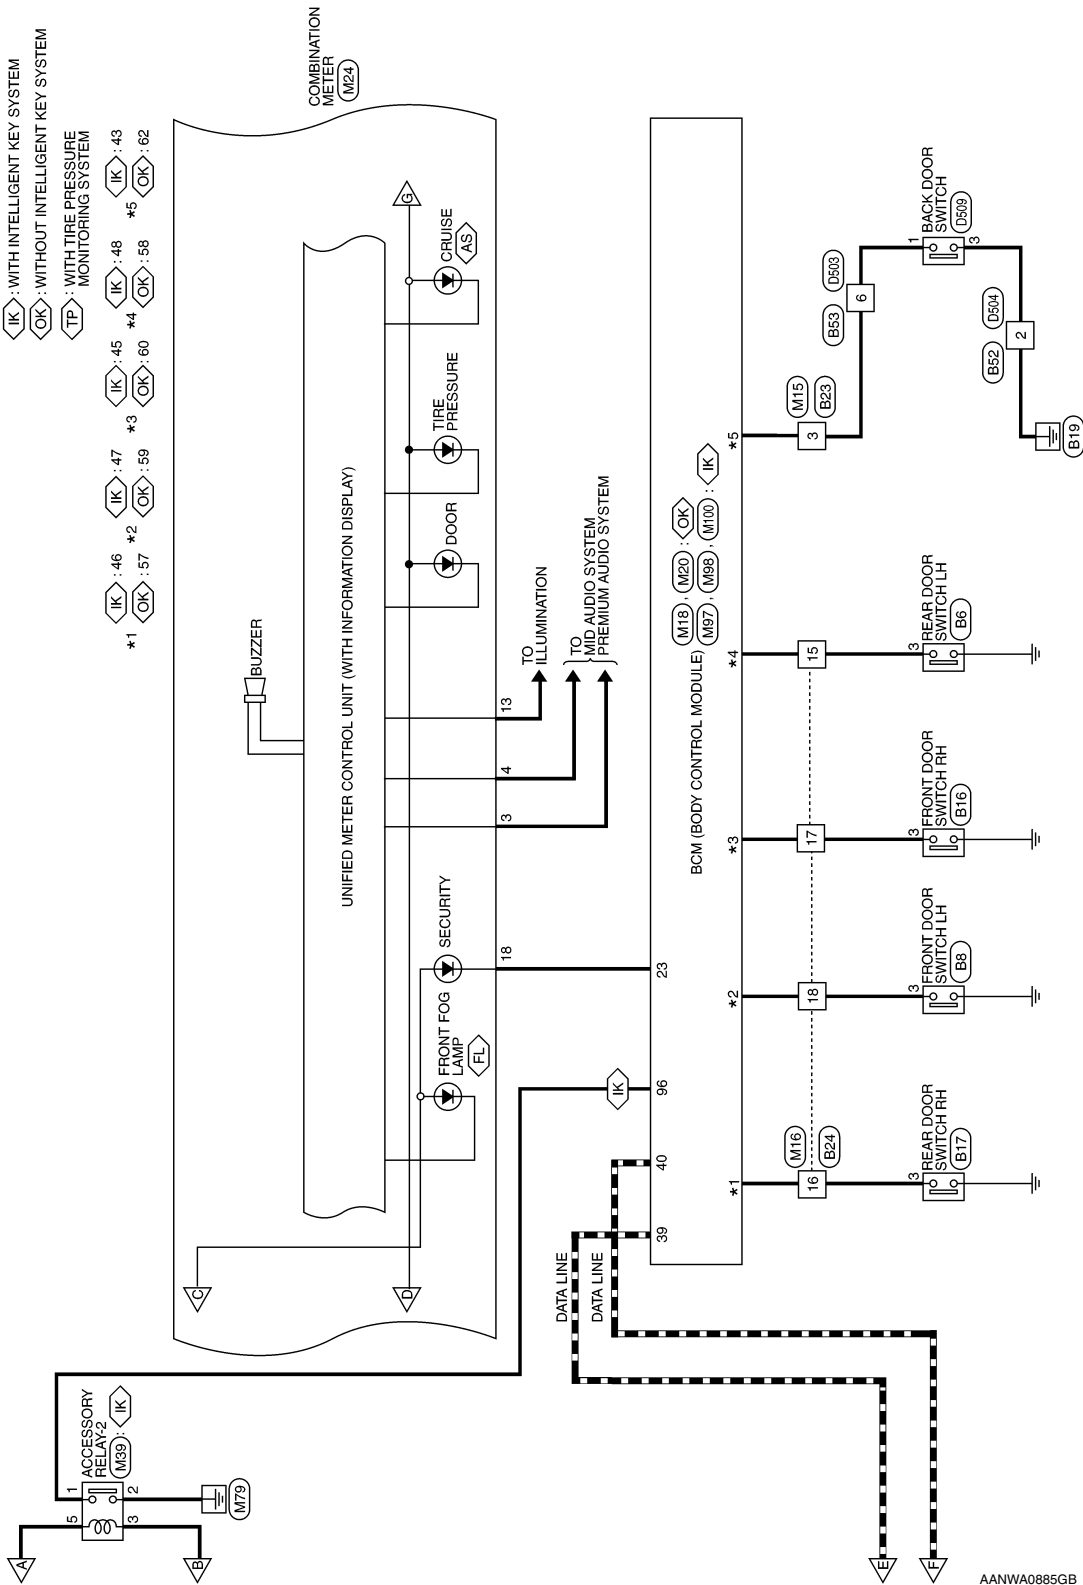 IK : WITH INTELLIGENT KEY SYSTEM
OK : WITHOUT INTELLIGENT KEY SYSTEM
TP : WITH TIRE PRESSURE
MONITORING SYSTEM
*1 IK : 46
OK : 57
*2 IK : 47
OK : 59
*3 IK : 45
OK : 60
*4 IK : 48
OK : 58
*5 IK : 43
OK : 62
A
B
5
1
3
2
ACCESSORY
RELAY-2
M39 : IK
M79
COMBINATION
METER
M24
BUZZER
UNIFIED METER CONTROL UNIT (WITH INFORMATION DISPLAY)
C
D
G
FRONT FOG
LAMP
FL
SECURITY
DOOR
TIRE
PRESSURE
CRUISE
AS
18
3
4
13
TO
ILLUMINATION
TO
MID AUDIO SYSTEM
PREMIUM AUDIO SYSTEM
DATA LINE
DATA LINE
E
F
IK
39
40
96
23
BCM (BODY CONTROL MODULE)
M18 , M20 : OK
M97 , M98 , M100 : IK
*1
*2
*3
*4
*5
16
M16
B24
18
17
15
3
M15
B23
3
REAR DOOR
SWITCH RH
B17
3
FRONT DOOR
SWITCH LH
B8
3
FRONT DOOR
SWITCH RH
B16
3
REAR DOOR
SWITCH LH
B6
B53
6
D503
1
BACK DOOR
SWITCH
D509
3
B52
2
D504
B19
AANWA0885GB